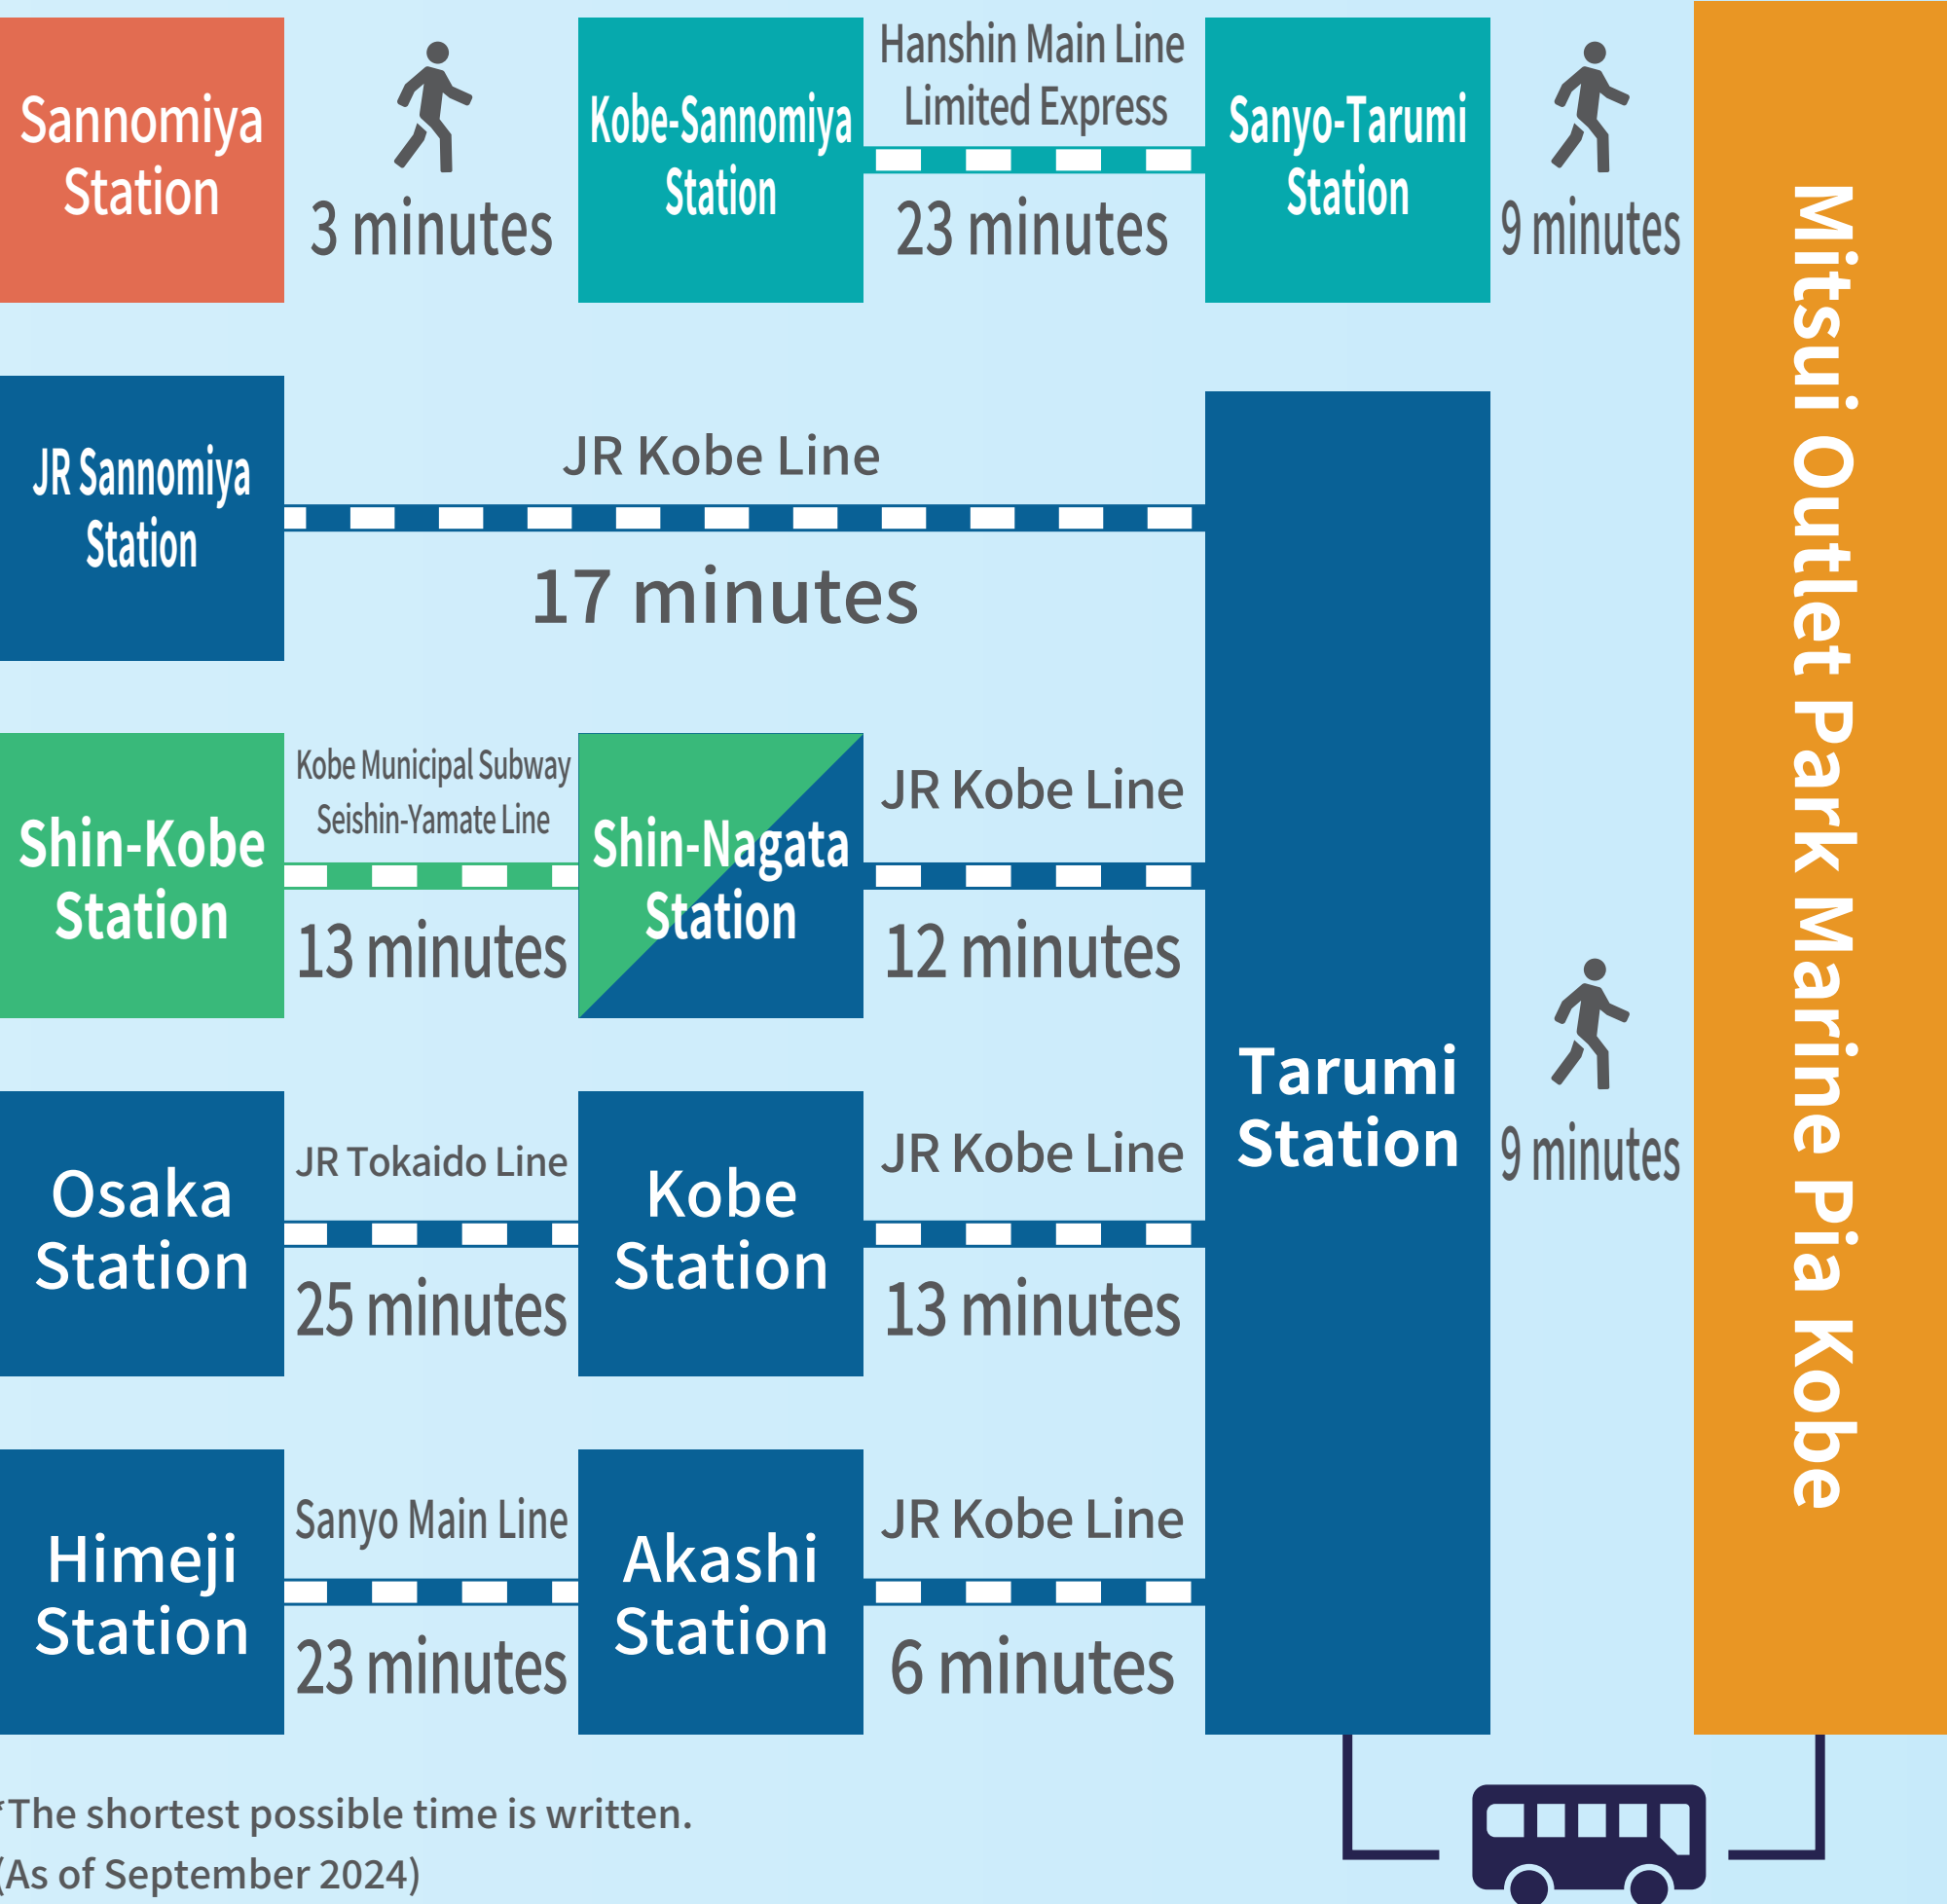 Sannomiya
Station
3 minutes
Kobe-Sannomiya
Station
Hanshin Main Line
Limited Express
23 minutes
Sanyo-Tarumi
Station
9 minutes
Mitsui Outlet Park Marine Pia Kobe
JR Sannomiya
Station
JR Kobe Line
17 minutes
Shin-Kobe
Station
Kobe Municipal Subway
Seishin-Yamate Line
13 minutes
Shin-Nagata
Station
JR Kobe Line
12 minutes
Tarumi
Station
9 minutes
Osaka
Station
JR Tokaido Line
25 minutes
Kobe
Station
JR Kobe Line
13 minutes
Himeji
Station
Sanyo Main Line
23 minutes
Akashi
Station
JR Kobe Line
6 minutes
*The shortest possible time is written.
(As of September 2024)